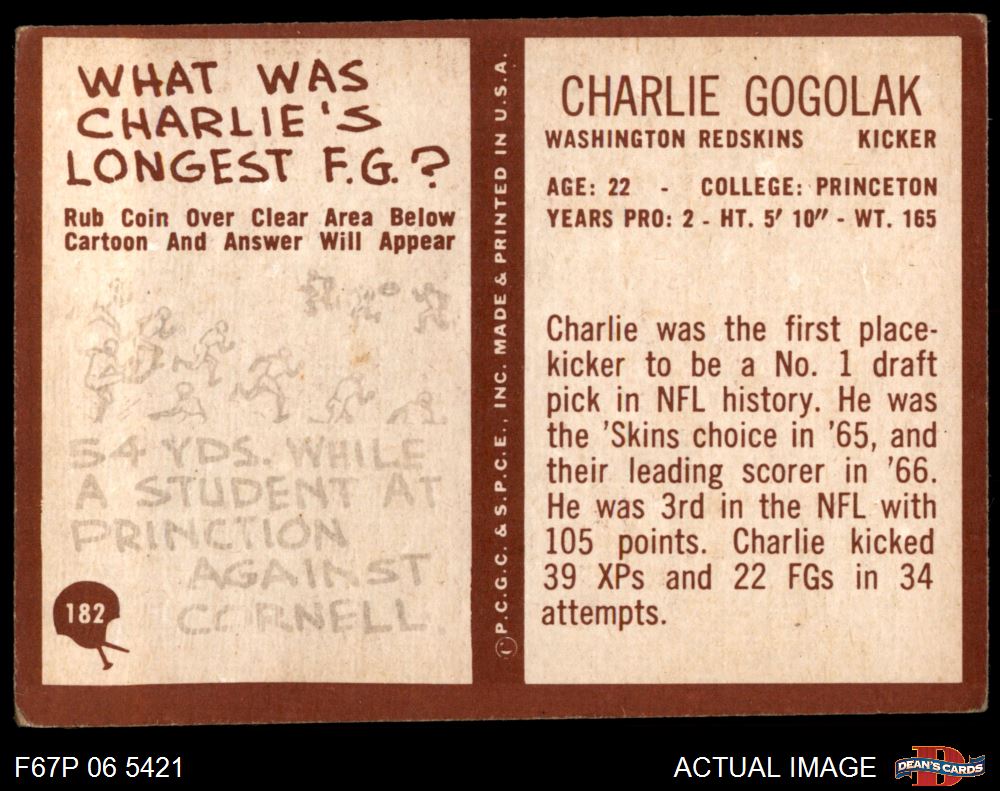 WHAT WAS
CHARLIE'S
LONGEST F.G.?
Rub Coin Over Clear Area Below
Cartoon And Answer Will Appear
54 YDS. WHILE
A STUDENT AT
PRINCTION
AGAINST
CORNELL.
182
©P.C.G.C. & S.P.C.E., INC. MADE & PRINTED IN U.S.A.
CHARLIE GOGOLAK
WASHINGTON REDSKINS KICKER
AGE: 22 - COLLEGE: PRINCETON
YEARS PRO: 2 - HT. 5' 10" - WT. 165
Charlie was the first place-
kicker to be a No. 1 draft
pick in NFL history. He was
the 'Skins choice in '65, and
their leading scorer in '66.
He was 3rd in the NFL with
105 points. Charlie kicked
39 XPs and 22 FGs in 34
attempts.
F67P 06 5421
ACTUAL IMAGE
DEAN'S CARDS